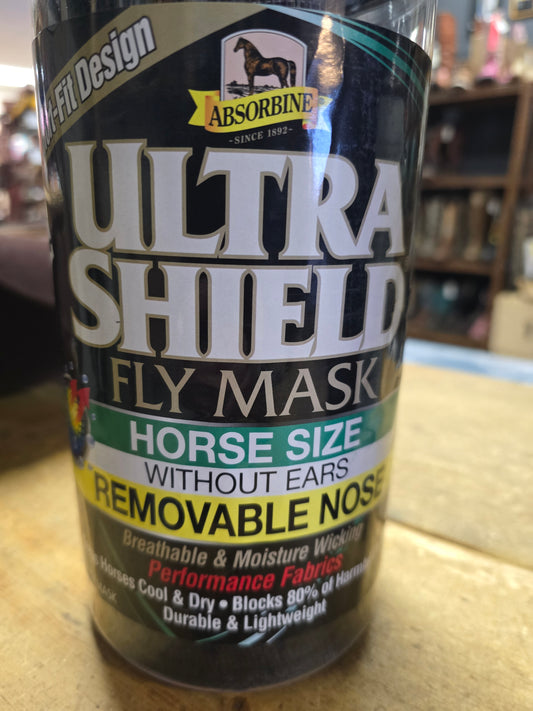 -Fit Design
ABSORBINE
- SINCE 1892 -
ULTRA
SHIELD
FLY MASK
HORSE SIZE
WITHOUT EARS
REMOVABLE NOSE
Breathable & Moisture Wicking
Performance Fabrics
Horses Cool & Dry • Blocks 80% of
Durable & Lightweight
MASK